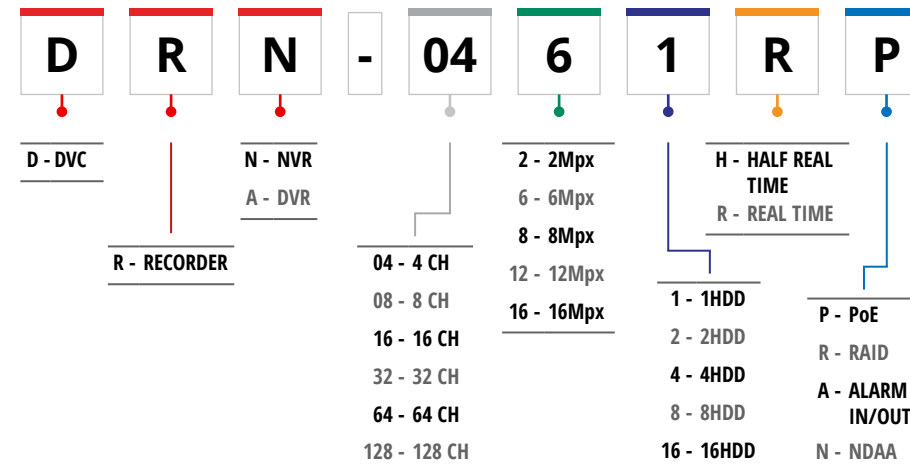 D R N - 04 6 1 R P
D - DVC
R - RECORDER
N - NVR
A - DVR
04 - 4 CH
08 - 8 CH
16 - 16 CH
32 - 32 CH
64 - 64 CH
128 - 128 CH
2 - 2Mpx
6 - 6Mpx
8 - 8Mpx
12 - 12Mpx
16 - 16Mpx
1 - 1HDD
2 - 2HDD
4 - 4HDD
8 - 8HDD
16 - 16HDD
H - HALF REAL
TIME
R - REAL TIME
P - PoE
R - RAID
A - ALARM
IN/OUT
N - NDAA